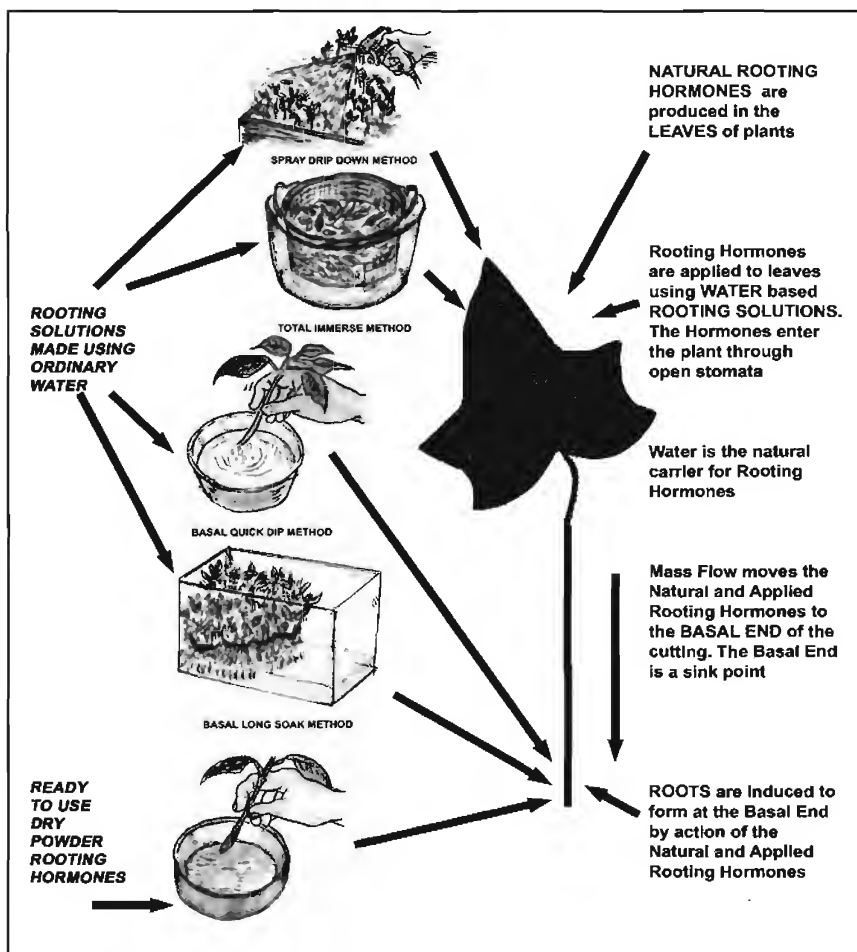 SPRAY DRIP DOWN METHOD
TOTAL IMMERSE METHOD
ROOTING
SOLUTIONS
MADE USING
ORDINARY
WATER
BASAL QUICK DIP METHOD
BASAL LONG SOAK METHOD
READY
TO USE
DRY
POWDER
ROOTING
HORMONES
NATURAL ROOTING
HORMONES are
produced in the
LEAVES of plants
Rooting Hormones
are applied to leaves
using WATER based
ROOTING SOLUTIONS.
The Hormones enter
the plant through
open stomata
Water is the natural
carrier for Rooting
Hormones
Mass Flow moves the
Natural and Applied
Rooting Hormones to
the BASAL END of the
cutting. The Basal End
is a sink point
ROOTS are induced to
form at the Basal End
by action of the
Natural and Applied
Rooting Hormones